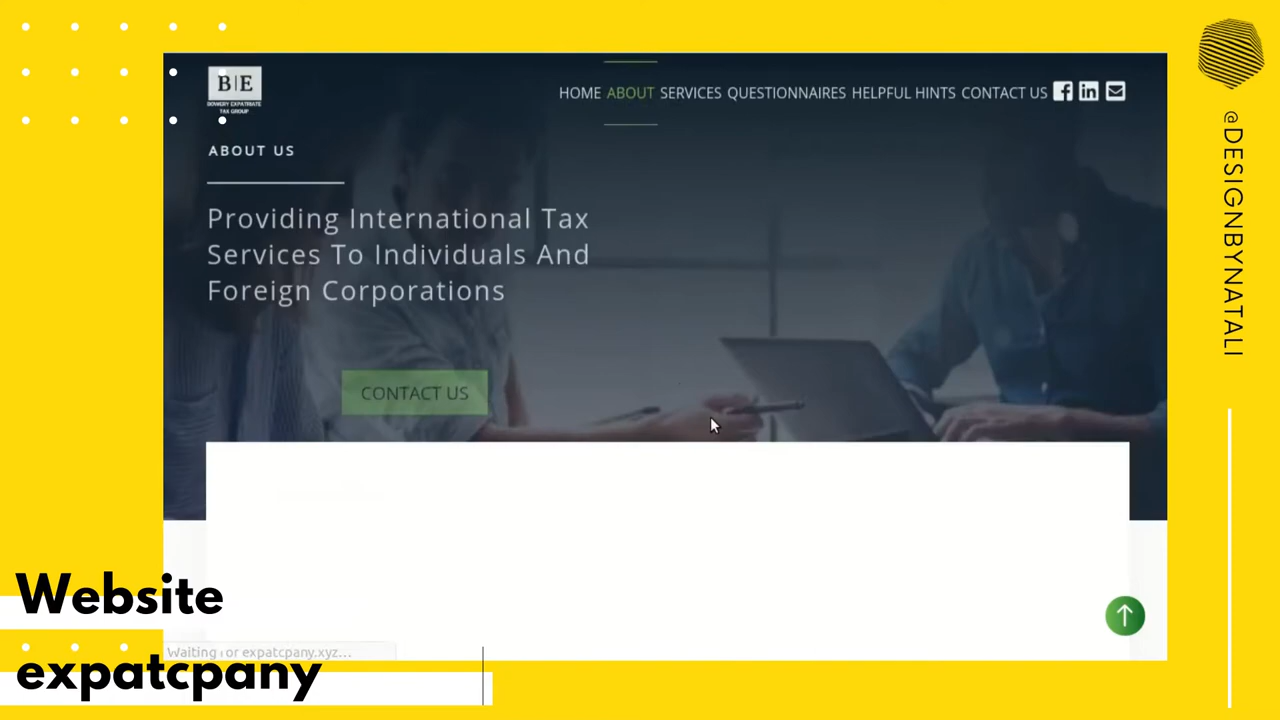 B|E
BOWERY EXPATRIATE
TAX GROUP
HOME ABOUT SERVICES QUESTIONNAIRES HELPFUL HINTS CONTACT US
ABOUT US
Providing International Tax
Services To Individuals And
Foreign Corporations
CONTACT US
@DESIGNBYNATALI
Website
Waiting for expatcpany.xyz...
expatcpany